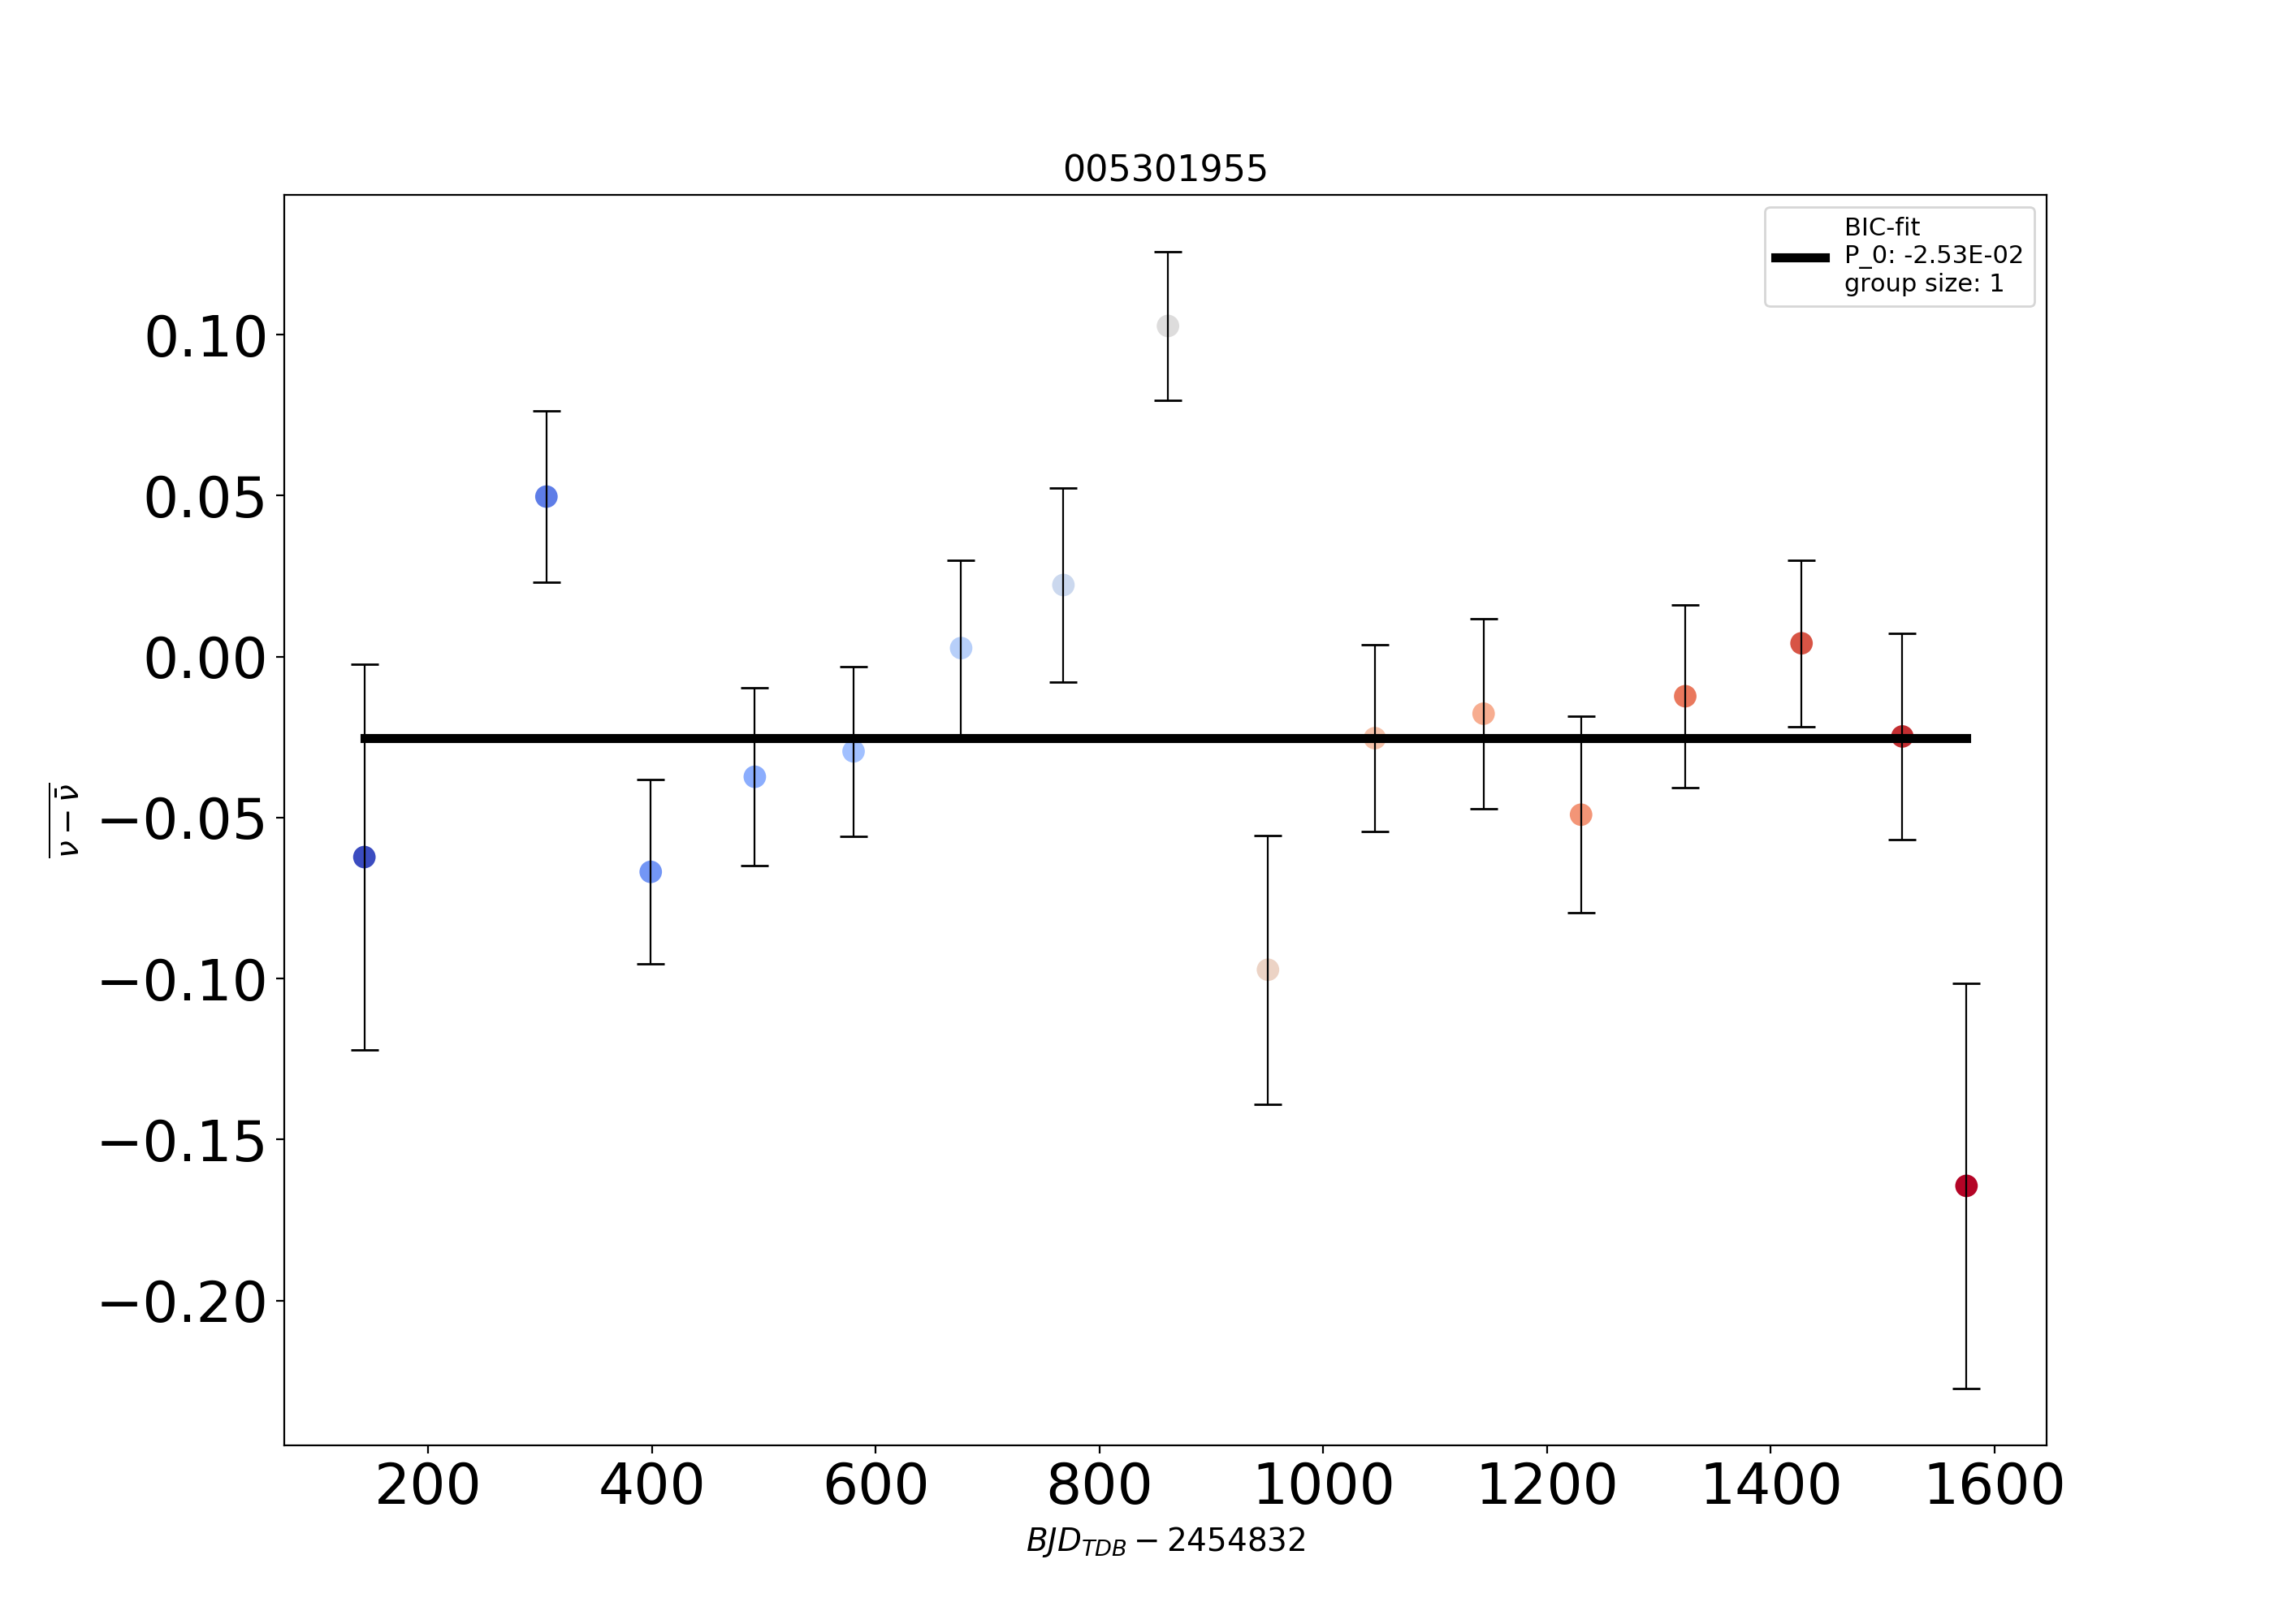 005301955
BIC-fit
P_0: -2.53E-02
group size: 1
0.10
0.05
0.00
−0.05
−0.10
−0.15
−0.20
ν − ν̄
200 400 600 800 1000 1200 1400 1600
BJD_TDB − 2454832